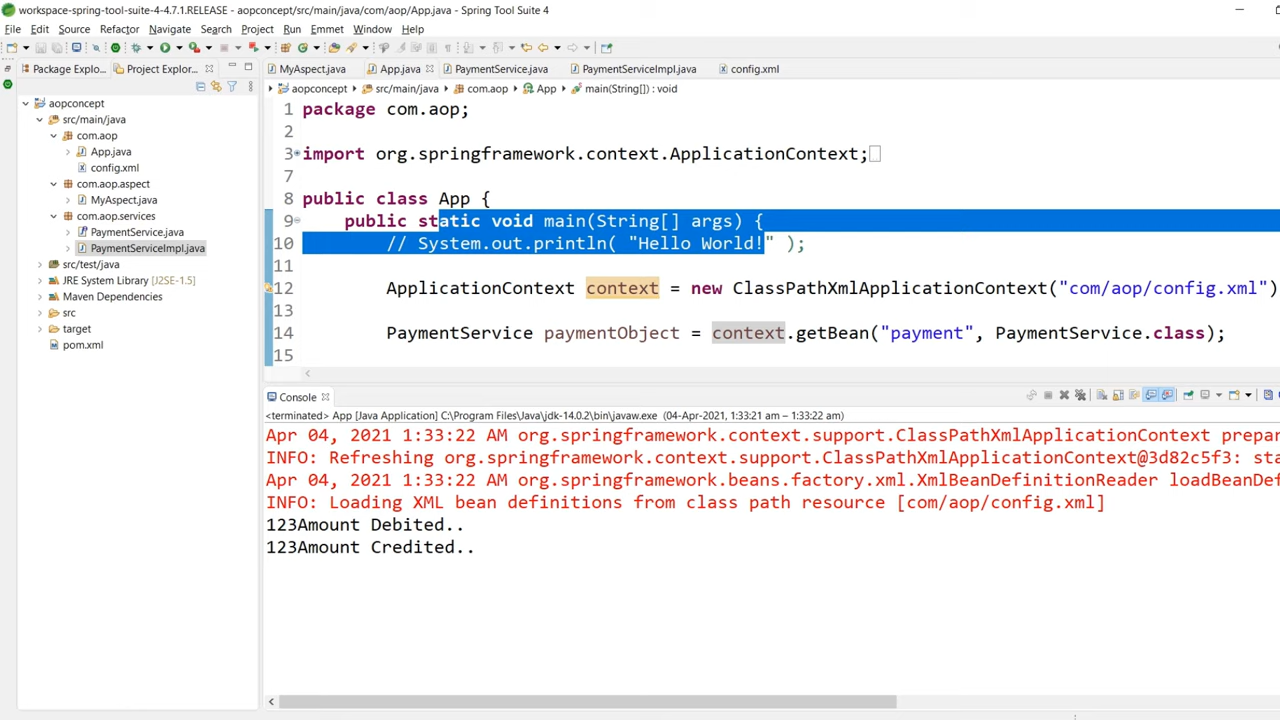 workspace-spring-tool-suite-4-4.7.1.RELEASE - aopconcept/src/main/java/com/aop/App.java - Spring Tool Suite 4
File Edit Source Refactor Navigate Search Project Run Emmet Window Help
Package Explo... Project Explor...
MyAspect.java App.java PaymentService.java PaymentServiceImpl.java config.xml
aopconcept src/main/java com.aop App main(String[]) : void
aopconcept
src/main/java
com.aop
App.java
config.xml
com.aop.aspect
MyAspect.java
com.aop.services
PaymentService.java
PaymentServiceImpl.java
src/test/java
JRE System Library [J2SE-1.5]
Maven Dependencies
src
target
pom.xml
1 package com.aop;
2
3 import org.springframework.context.ApplicationContext;
7
8 public class App {
9 public static void main(String[] args) {
10 // System.out.println( "Hello World!" );
11
12 ApplicationContext context = new ClassPathXmlApplicationContext("com/aop/config.xml")
13
14 PaymentService paymentObject = context.getBean("payment", PaymentService.class);
15
Console
<terminated> App [Java Application] C:\Program Files\Java\jdk-14.0.2\bin\javaw.exe (04-Apr-2021, 1:33:21 am – 1:33:22 am)
Apr 04, 2021 1:33:22 AM org.springframework.context.support.ClassPathXmlApplicationContext prepar
INFO: Refreshing org.springframework.context.support.ClassPathXmlApplicationContext@3d82c5f3: sta
Apr 04, 2021 1:33:22 AM org.springframework.beans.factory.xml.XmlBeanDefinitionReader loadBeanDef
INFO: Loading XML bean definitions from class path resource [com/aop/config.xml]
123Amount Debited..
123Amount Credited..